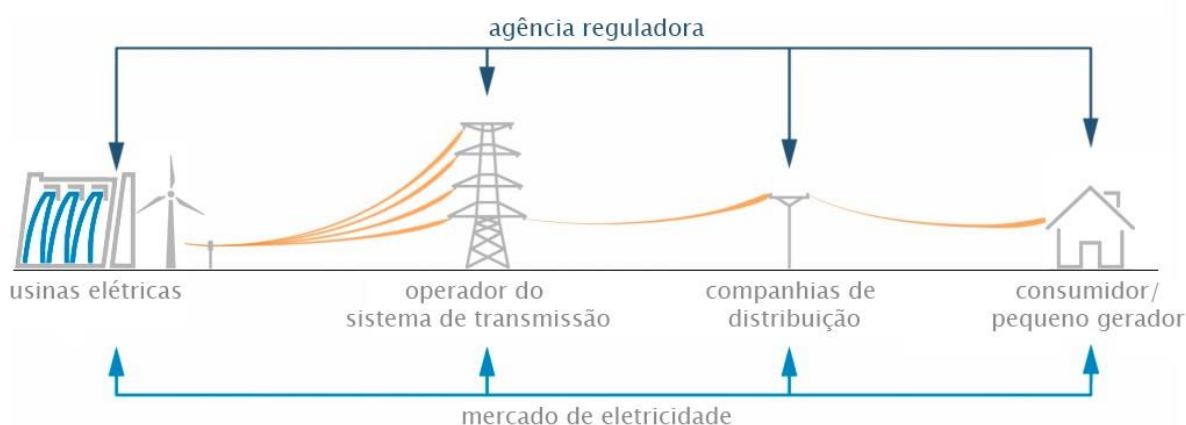 agência reguladora
usinas elétricas
operador do
sistema de transmissão
companhias de
distribuição
consumidor/
pequeno gerador
mercado de eletricidade